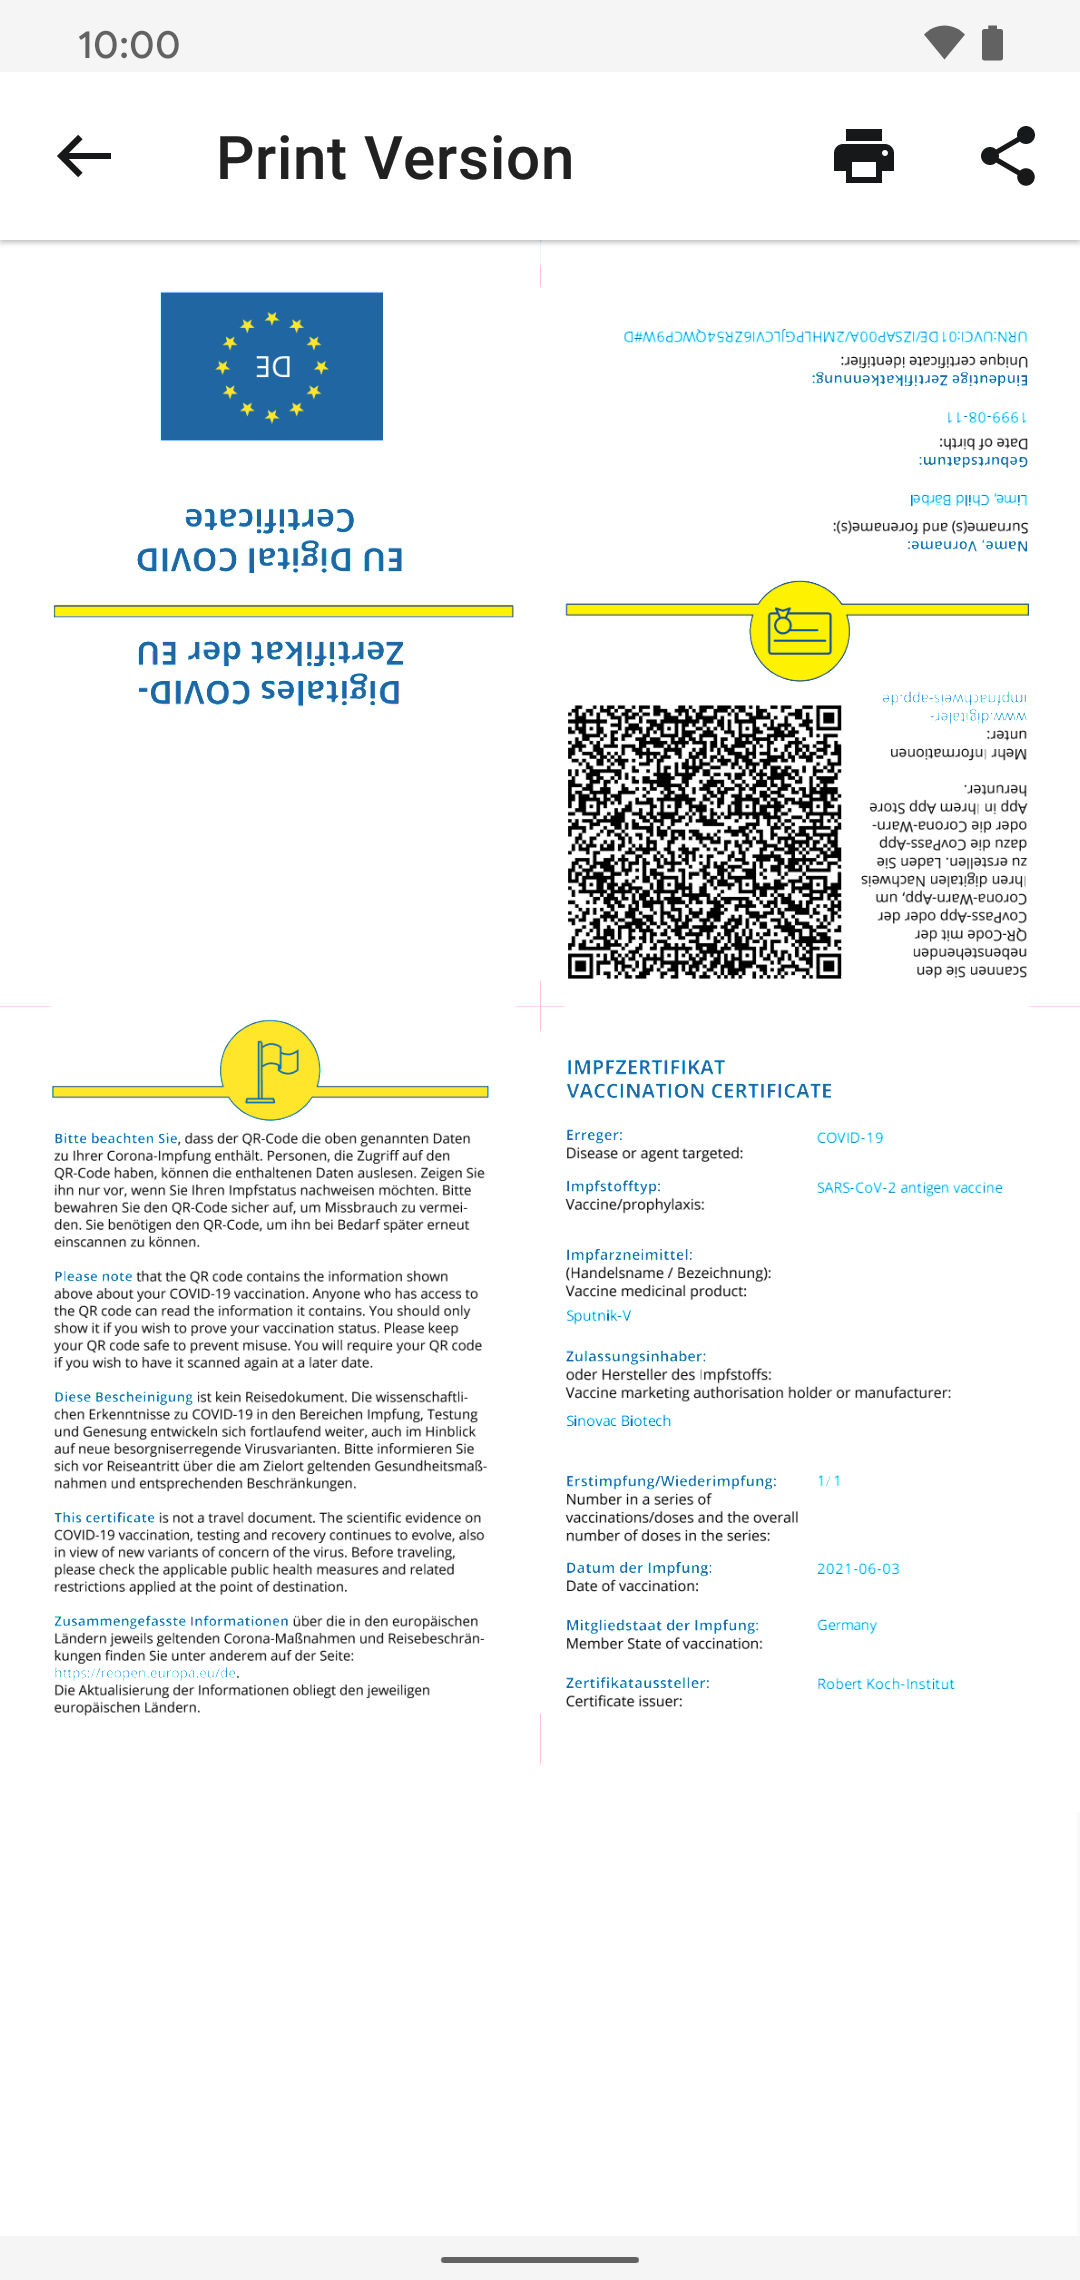 10:00
Print Version
DE
Digitales COVID-
Zertifikat der EU
EU Digital COVID
Certificate
Scannen Sie den
nebenstehenden
QR-Code mit der
CovPass-App oder der
Corona-Warn-App, um
Ihren digitalen Nachweis
zu erstellen. Laden Sie
dazu die CovPass-App
oder die Corona-Warn-
App in Ihrem App Store
herunter.
Mehr Informationen
unter:
www.digitaler-
impfnachweis-app.de
Name, Vorname:
Surname(s) and forename(s):
Lime, Child Bärbel
Geburtsdatum:
Date of birth:
1999-08-11
Eindeutige Zertifikatkennung:
Unique certificate identifier:
URN:UVCI:01DE/IZSAP00A/2MHLPGJLCVI6ZR54QWCP9W#D
Bitte beachten Sie, dass der QR-Code die oben genannten Daten
zu Ihrer Corona-Impfung enthält. Personen, die Zugriff auf den
QR-Code haben, können die enthaltenen Daten auslesen. Zeigen Sie
ihn nur vor, wenn Sie Ihren Impfstatus nachweisen möchten. Bitte
bewahren Sie den QR-Code sicher auf, um Missbrauch zu vermei-
den. Sie benötigen den QR-Code, um ihn bei Bedarf später erneut
einscannen zu können.
Please note that the QR code contains the information shown
above about your COVID-19 vaccination. Anyone who has access to
the QR code can read the information it contains. You should only
show it if you wish to prove your vaccination status. Please keep
your QR code safe to prevent misuse. You will require your QR code
if you wish to have it scanned again at a later date.
Diese Bescheinigung ist kein Reisedokument. Die wissenschaftli-
chen Erkenntnisse zu COVID-19 in den Bereichen Impfung, Testung
und Genesung entwickeln sich fortlaufend weiter, auch im Hinblick
auf neue besorgniserregende Virusvarianten. Bitte informieren Sie
sich vor Reiseantritt über die am Zielort geltenden Gesundheitsmaß-
nahmen und entsprechenden Beschränkungen.
This certificate is not a travel document. The scientific evidence on
COVID-19 vaccination, testing and recovery continues to evolve, also
in view of new variants of concern of the virus. Before traveling,
please check the applicable public health measures and related
restrictions applied at the point of destination.
Zusammengefasste Informationen über die in den europäischen
Ländern jeweils geltenden Corona-Maßnahmen und Reisebeschrän-
kungen finden Sie unter anderem auf der Seite:
https://reopen.europa.eu/de.
Die Aktualisierung der Informationen obliegt den jeweiligen
europäischen Ländern.
IMPFZERTIFIKAT
VACCINATION CERTIFICATE
Erreger:
Disease or agent targeted:
COVID-19
Impfstofftyp:
Vaccine/prophylaxis:
SARS-CoV-2 antigen vaccine
Impfarzneimittel:
(Handelsname / Bezeichnung):
Vaccine medicinal product:
Sputnik-V
Zulassungsinhaber:
oder Hersteller des Impfstoffs:
Vaccine marketing authorisation holder or manufacturer:
Sinovac Biotech
Erstimpfung/Wiederimpfung:
Number in a series of
vaccinations/doses and the overall
number of doses in the series:
1/ 1
Datum der Impfung:
Date of vaccination:
2021-06-03
Mitgliedstaat der Impfung:
Member State of vaccination:
Germany
Zertifikataussteller:
Certificate issuer:
Robert Koch-Institut